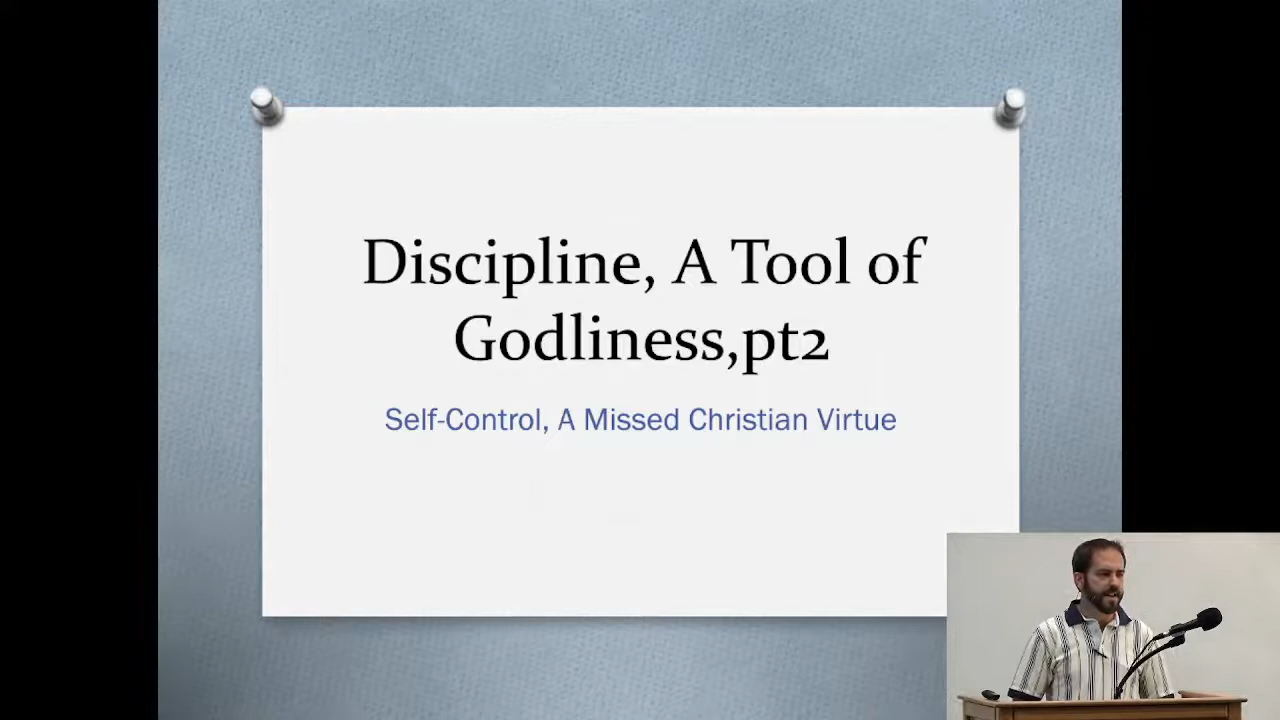 Discipline, A Tool of
Godliness,pt2
Self-Control, A Missed Christian Virtue